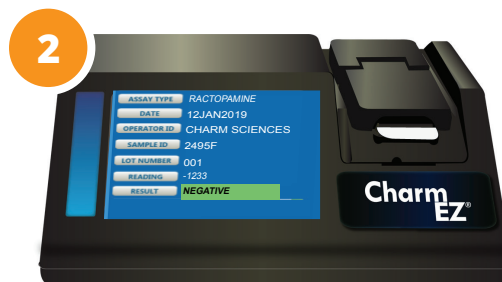 2
ASSAY TYPE RACTOPAMINE
DATE 12JAN2019
OPERATOR ID CHARM SCIENCES
SAMPLE ID 2495F
LOT NUMBER 001
READING -1233
RESULT NEGATIVE
Charm
EZ®